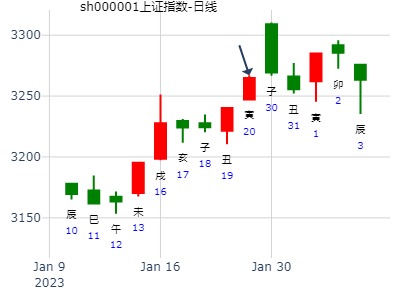 sh000001上证指数-日线
3300
3250
3200
3150
辰
10
巳
11
午
12
未
13
戌
16
亥
17
子
18
丑
19
寅
20
子
30
丑
31
寅
1
卯
2
辰
3
Jan 9
2023
Jan 16
Jan 30